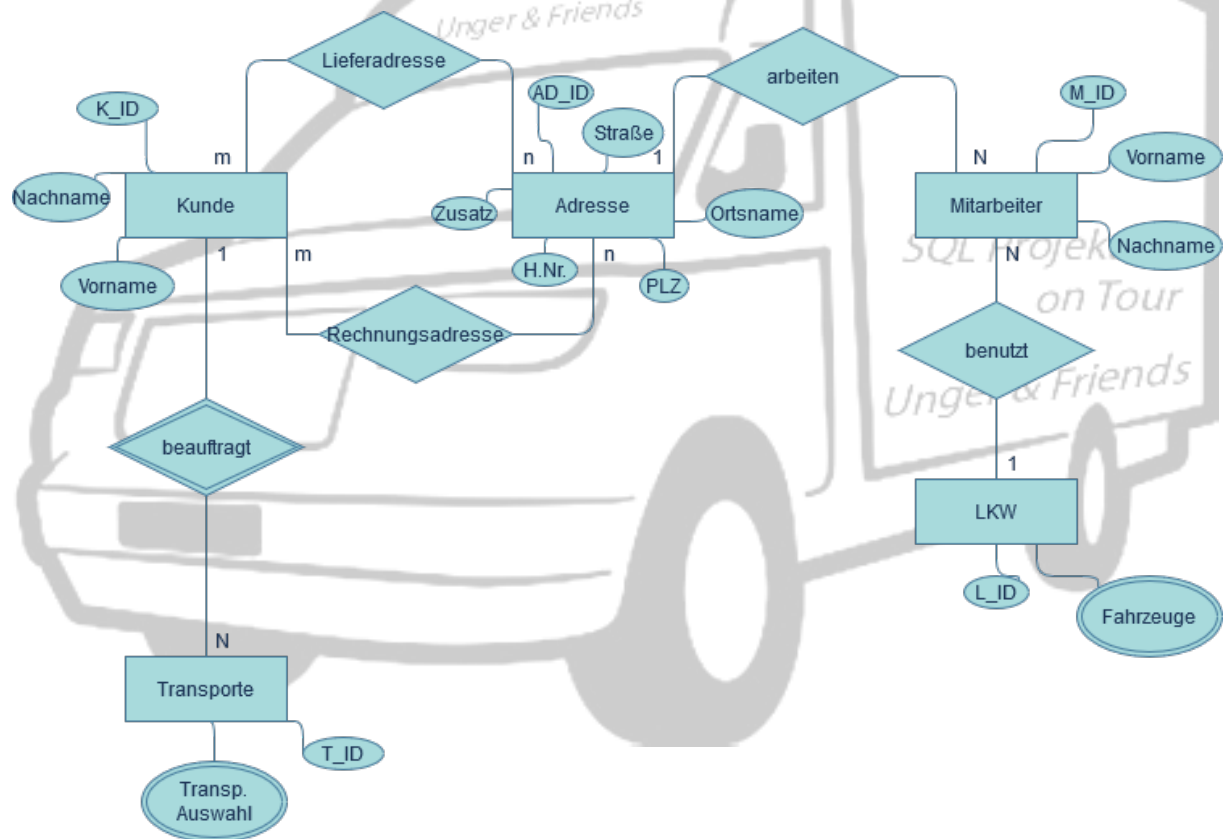 Unger & Friends
Lieferadresse
arbeiten
K_ID
AD_ID
M_ID
Straße
m
n
1
N
Vorname
Nachname
Kunde
Zusatz
Adresse
Ortsname
Mitarbeiter
Nachname
1
m
n
N
SQL Projek
Vorname
H.Nr.
PLZ
on Tour
Rechnungsadresse
benutzt
Unger & Friends
beauftragt
1
LKW
L_ID
Fahrzeuge
N
Transporte
T_ID
Transp.
Auswahl